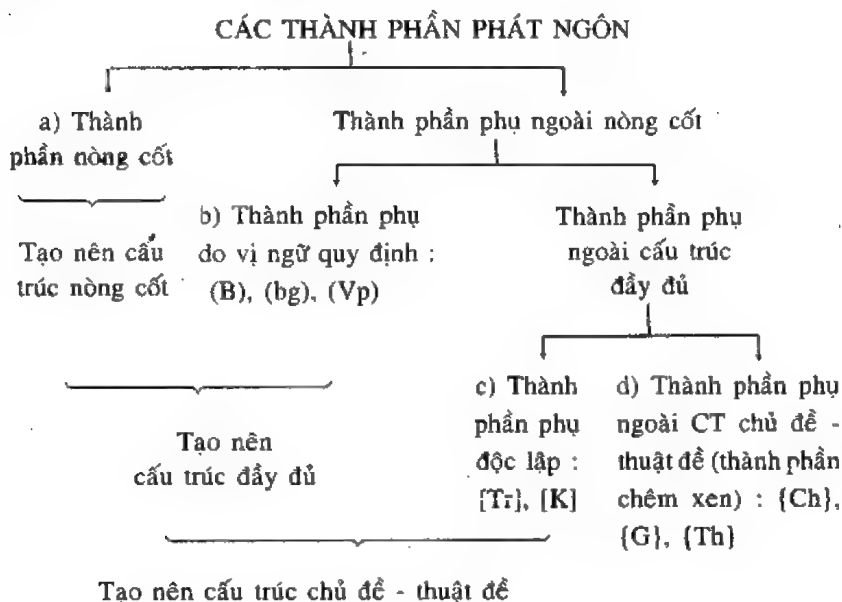 CÁC THÀNH PHẦN PHÁT NGÔN
a) Thành
phần nòng cốt
Thành phần phụ ngoài nòng cốt
Tạo nên cấu
trúc nòng cốt
b) Thành phần phụ
do vị ngữ quy định :
(B), (bg), (Vp)
Thành phần phụ
ngoài cấu trúc
đầy đủ
Tạo nên
cấu trúc đầy đủ
c) Thành
phần phụ
độc lập :
[Tr], [K]
d) Thành phần phụ
ngoài CT chủ đề -
thuật đề (thành phần
chêm xen) : {Ch},
{G}, {Th}
Tạo nên cấu trúc chủ đề - thuật đề